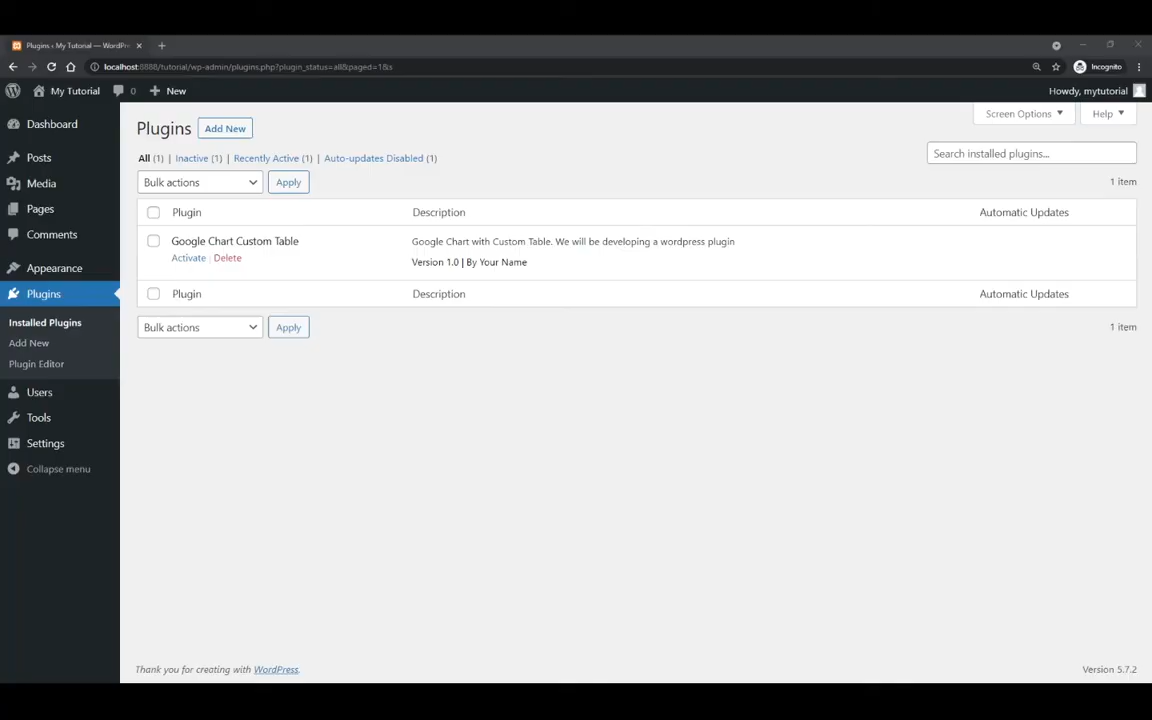 Plugins ‹ My Tutorial — WordPr
localhost:8888/tutorial/wp-admin/plugins.php?plugin_status=all&paged=1&s
Incognito
My Tutorial 0 New
Howdy, mytutorial
Dashboard
Posts
Media
Pages
Comments
Appearance
Plugins
Installed Plugins
Add New
Plugin Editor
Users
Tools
Settings
Collapse menu
Screen Options Help
Plugins Add New
All (1) | Inactive (1) | Recently Active (1) | Auto-updates Disabled (1)
Search installed plugins...
Bulk actions Apply
1 item
Plugin Description Automatic Updates
Google Chart Custom Table Google Chart with Custom Table. We will be developing a wordpress plugin
Activate | Delete Version 1.0 | By Your Name
Plugin Description Automatic Updates
Bulk actions Apply
1 item
Thank you for creating with WordPress.
Version 5.7.2